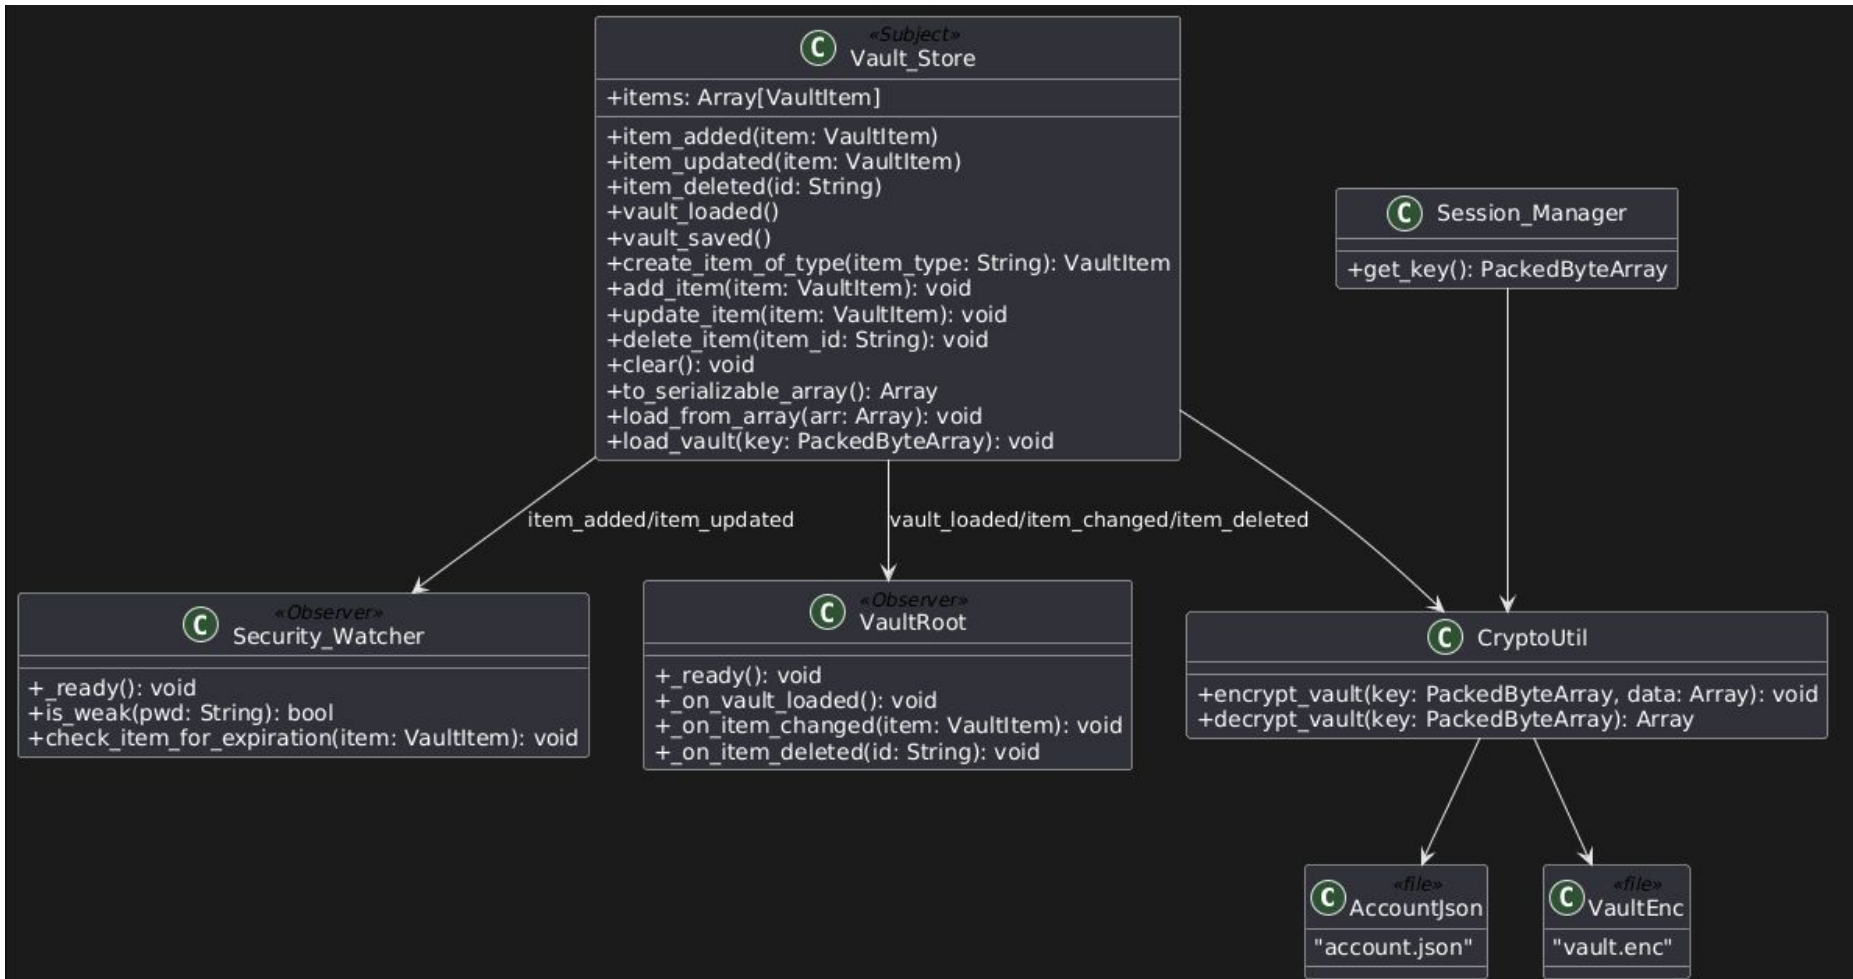 «Subject»
C Vault_Store
+items: Array[VaultItem]
+item_added(item: VaultItem)
+item_updated(item: VaultItem)
+item_deleted(id: String)
+vault_loaded()
+vault_saved()
+create_item_of_type(item_type: String): VaultItem
+add_item(item: VaultItem): void
+update_item(item: VaultItem): void
+delete_item(item_id: String): void
+clear(): void
+to_serializable_array(): Array
+load_from_array(arr: Array): void
+load_vault(key: PackedByteArray): void
C Session_Manager
+get_key(): PackedByteArray
item_added/item_updated
vault_loaded/item_changed/item_deleted
«Observer»
C Security_Watcher
+_ready(): void
+is_weak(pwd: String): bool
+check_item_for_expiration(item: VaultItem): void
«Observer»
C VaultRoot
+_ready(): void
+_on_vault_loaded(): void
+_on_item_changed(item: VaultItem): void
+_on_item_deleted(id: String): void
C CryptoUtil
+encrypt_vault(key: PackedByteArray, data: Array): void
+decrypt_vault(key: PackedByteArray): Array
«file»
C AccountJson
"account.json"
«file»
C VaultEnc
"vault.enc"